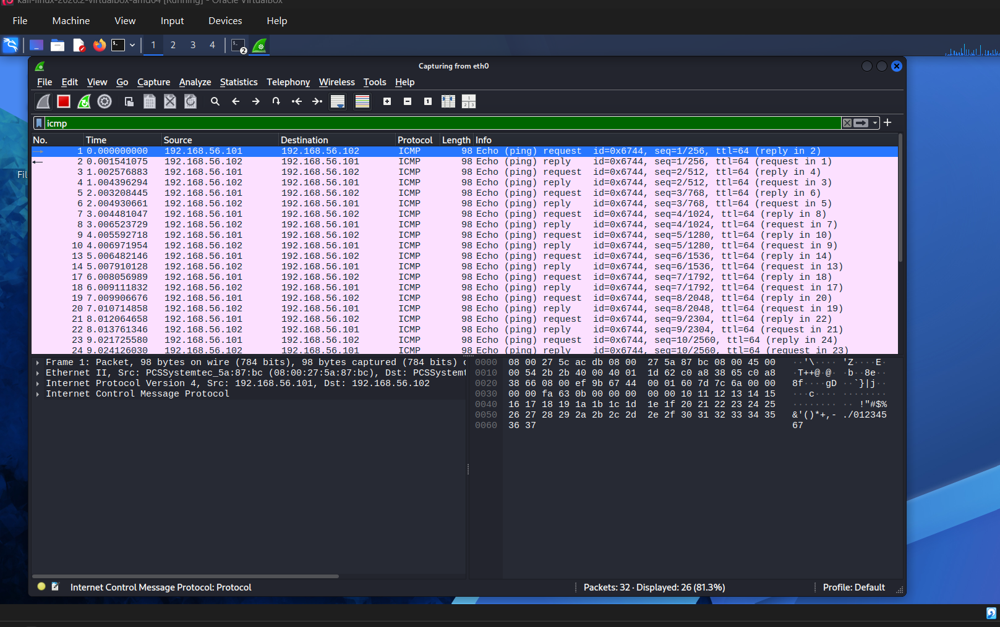 kali-linux-2026.2-virtualbox-amd64 [Running] - Oracle VirtualBox
File Machine View Input Devices Help
1 2 3 4 2
Capturing from eth0
File Edit View Go Capture Analyze Statistics Telephony Wireless Tools Help
icmp
No. Time Source Destination Protocol Length Info
1 0.000000000 192.168.56.101 192.168.56.102 ICMP 98 Echo (ping) request id=0x6744, seq=1/256, ttl=64 (reply in 2)
2 0.001541075 192.168.56.102 192.168.56.101 ICMP 98 Echo (ping) reply id=0x6744, seq=1/256, ttl=64 (request in 1)
3 1.002576883 192.168.56.101 192.168.56.102 ICMP 98 Echo (ping) request id=0x6744, seq=2/512, ttl=64 (reply in 4)
4 1.004396294 192.168.56.102 192.168.56.101 ICMP 98 Echo (ping) reply id=0x6744, seq=2/512, ttl=64 (request in 3)
5 2.003208445 192.168.56.101 192.168.56.102 ICMP 98 Echo (ping) request id=0x6744, seq=3/768, ttl=64 (reply in 6)
6 2.004930661 192.168.56.102 192.168.56.101 ICMP 98 Echo (ping) reply id=0x6744, seq=3/768, ttl=64 (request in 5)
7 3.004481047 192.168.56.101 192.168.56.102 ICMP 98 Echo (ping) request id=0x6744, seq=4/1024, ttl=64 (reply in 8)
8 3.006523729 192.168.56.102 192.168.56.101 ICMP 98 Echo (ping) reply id=0x6744, seq=4/1024, ttl=64 (request in 7)
9 4.005592718 192.168.56.101 192.168.56.102 ICMP 98 Echo (ping) request id=0x6744, seq=5/1280, ttl=64 (reply in 10)
10 4.006971954 192.168.56.102 192.168.56.101 ICMP 98 Echo (ping) reply id=0x6744, seq=5/1280, ttl=64 (request in 9)
13 5.006482146 192.168.56.101 192.168.56.102 ICMP 98 Echo (ping) request id=0x6744, seq=6/1536, ttl=64 (reply in 14)
14 5.007910128 192.168.56.102 192.168.56.101 ICMP 98 Echo (ping) reply id=0x6744, seq=6/1536, ttl=64 (request in 13)
17 6.008056989 192.168.56.101 192.168.56.102 ICMP 98 Echo (ping) request id=0x6744, seq=7/1792, ttl=64 (reply in 18)
18 6.009111832 192.168.56.102 192.168.56.101 ICMP 98 Echo (ping) reply id=0x6744, seq=7/1792, ttl=64 (request in 17)
19 7.009906676 192.168.56.101 192.168.56.102 ICMP 98 Echo (ping) request id=0x6744, seq=8/2048, ttl=64 (reply in 20)
20 7.010714858 192.168.56.102 192.168.56.101 ICMP 98 Echo (ping) reply id=0x6744, seq=8/2048, ttl=64 (request in 19)
21 8.012064658 192.168.56.101 192.168.56.102 ICMP 98 Echo (ping) request id=0x6744, seq=9/2304, ttl=64 (reply in 22)
22 8.013761346 192.168.56.102 192.168.56.101 ICMP 98 Echo (ping) reply id=0x6744, seq=9/2304, ttl=64 (request in 21)
23 9.021725580 192.168.56.101 192.168.56.102 ICMP 98 Echo (ping) request id=0x6744, seq=10/2560, ttl=64 (reply in 24)
24 9.024126030 192.168.56.102 192.168.56.101 ICMP 98 Echo (ping) reply id=0x6744, seq=10/2560, ttl=64 (request in 23)
Fil
Frame 1: Packet, 98 bytes on wire (784 bits), 98 bytes captured (784 bits) o
Ethernet II, Src: PCSSystemtec_5a:87:bc (08:00:27:5a:87:bc), Dst: PCSSystemt
Internet Protocol Version 4, Src: 192.168.56.101, Dst: 192.168.56.102
Internet Control Message Protocol
0000 08 00 27 5c ac db 08 00 27 5a 87 bc 08 00 45 00 ··'\···· 'Z····E·
0010 00 54 2b 2b 40 00 40 01 1d 62 c0 a8 38 65 c0 a8 ·T++@·@· ·b··8e··
0020 38 66 08 00 ef 9b 67 44 00 01 60 7d 7c 6a 00 00 8f····gD ··`}|j··
0030 00 00 fa 63 0b 00 00 00 00 00 10 11 12 13 14 15 ···c···· ········
0040 16 17 18 19 1a 1b 1c 1d 1e 1f 20 21 22 23 24 25 ········ ·· !"#$%
0050 26 27 28 29 2a 2b 2c 2d 2e 2f 30 31 32 33 34 35 &'()*+,- ./012345
0060 36 37 67
Internet Control Message Protocol: Protocol Packets: 32 · Displayed: 26 (81.3%) Profile: Default